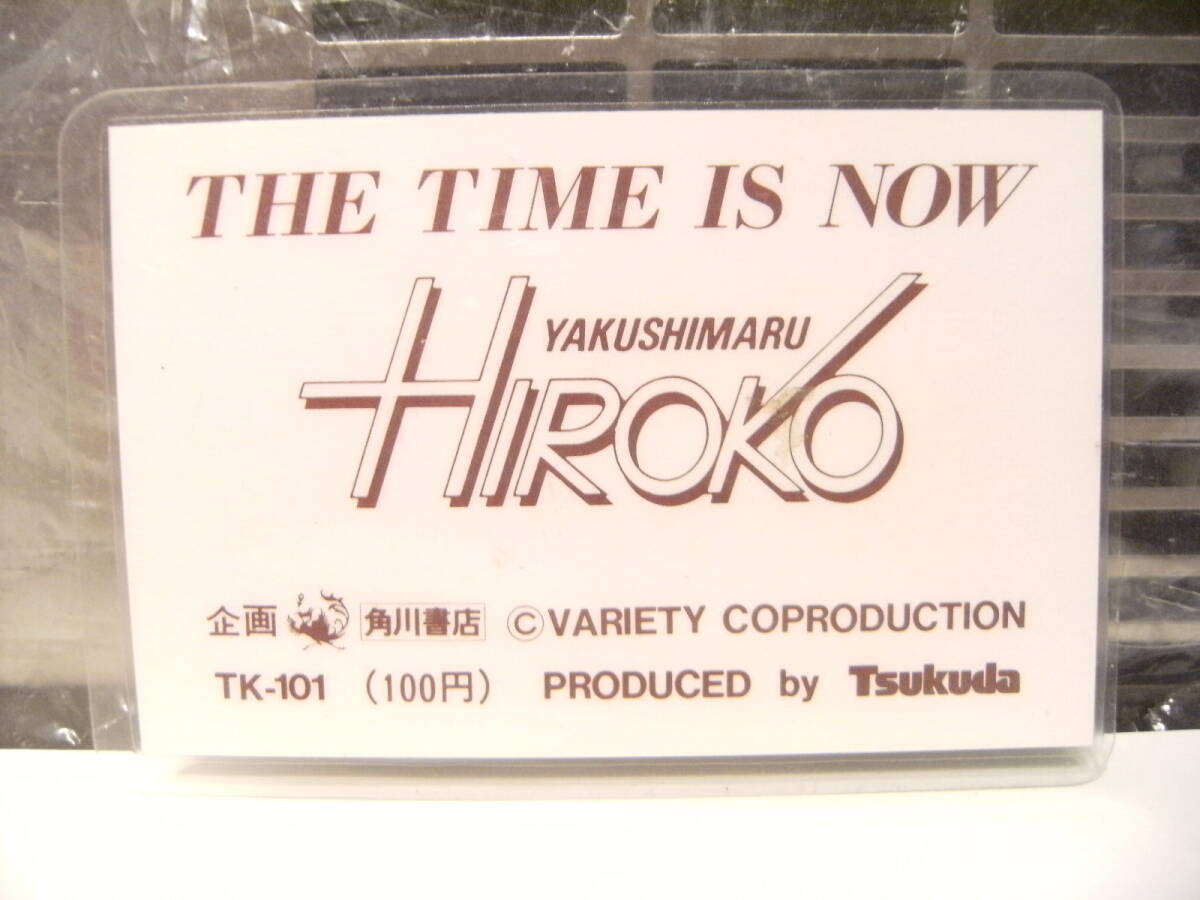 THE TIME IS NOW
YAKUSHIMARU
HIROKO
企画 角川書店 ©VARIETY COPRODUCTION
TK-101 (100円) PRODUCED by Tsukuda